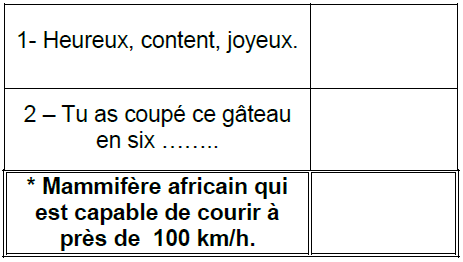 1- Heureux, content, joyeux.
2 – Tu as coupé ce gâteau
en six ……..
* Mammifère africain qui
est capable de courir à
près de  100 km/h.